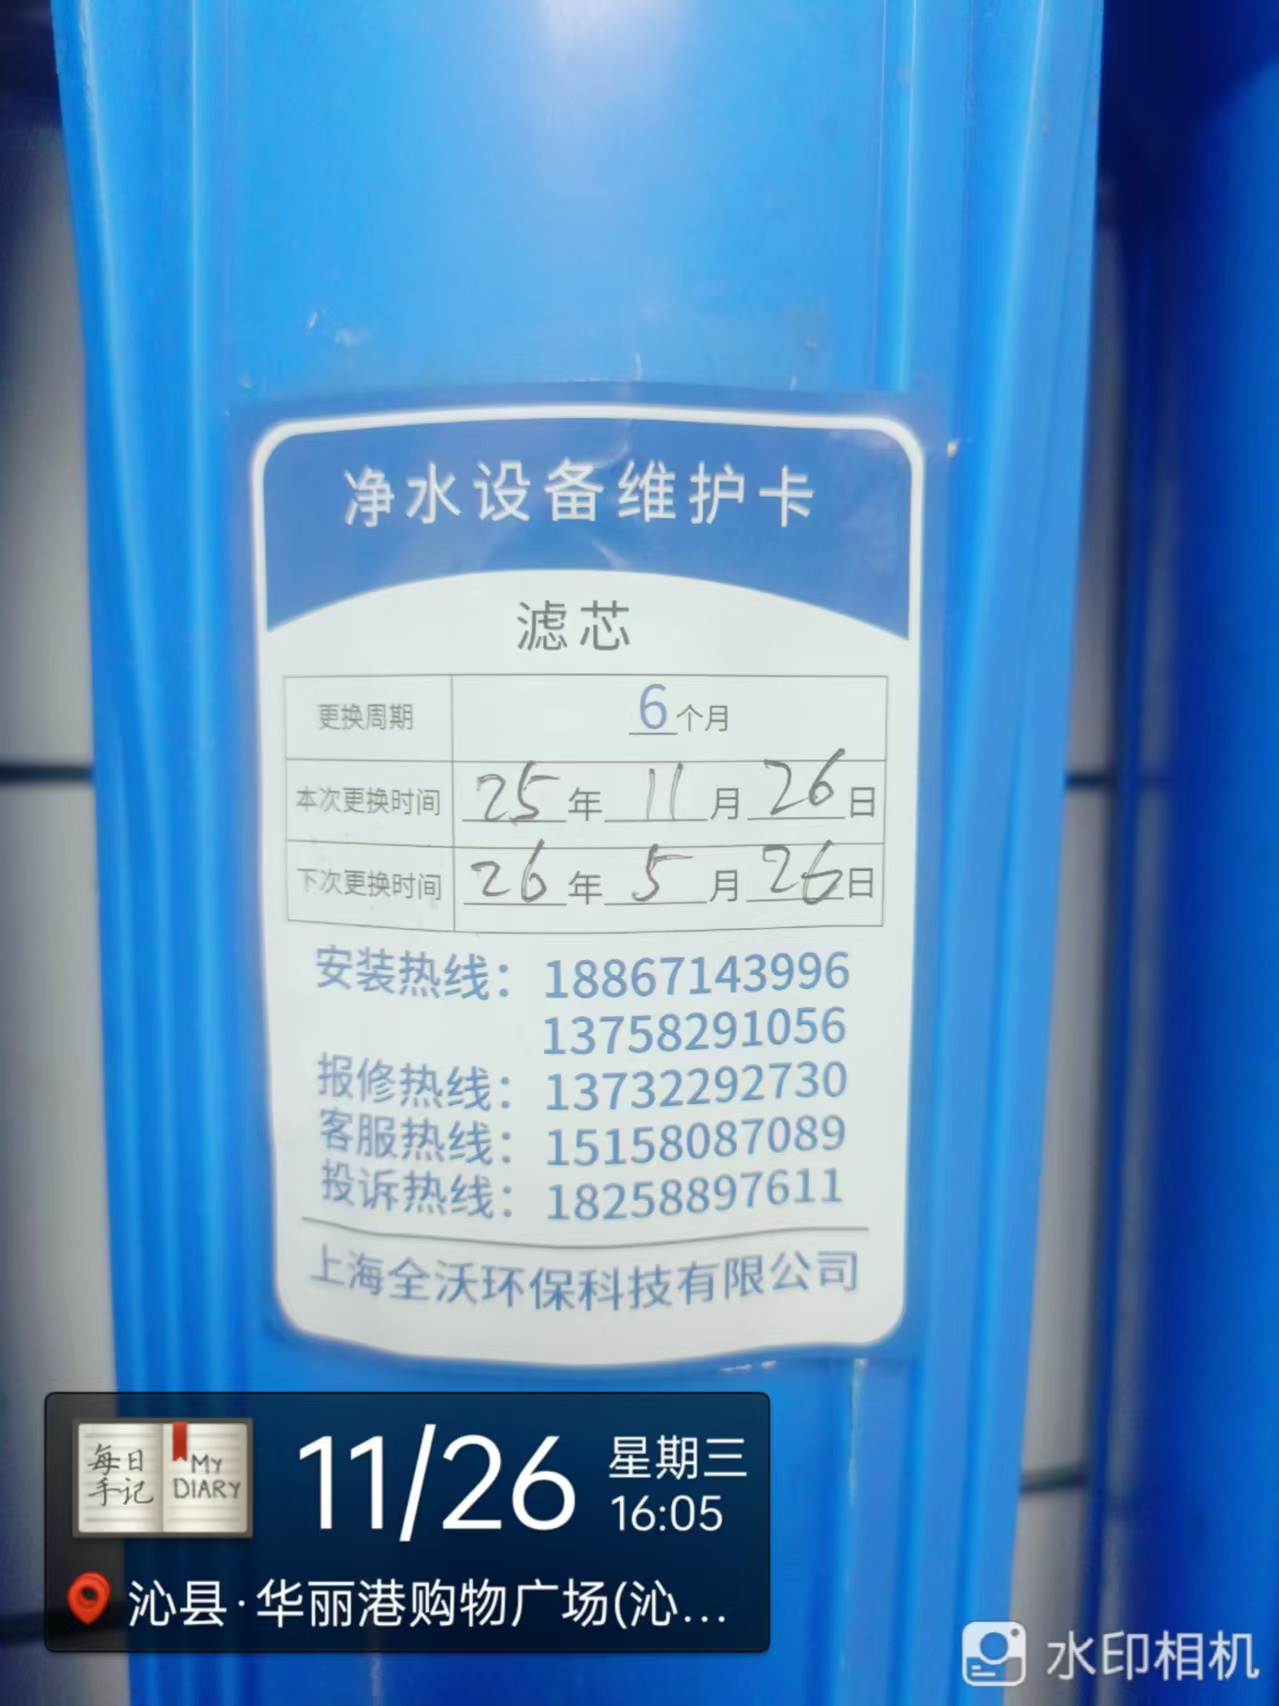 净水设备维护卡
滤芯
更换周期 6个月
本次更换时间 25年11月26日
下次更换时间 26年5月26日
安装热线：18867143996
13758291056
报修热线：13732292730
客服热线：15158087089
投诉热线：18258897611
上海全沃环保科技有限公司
每日手记 MY DIARY
11/26 星期三 16:05
沁县·华丽港购物广场(沁...
水印相机